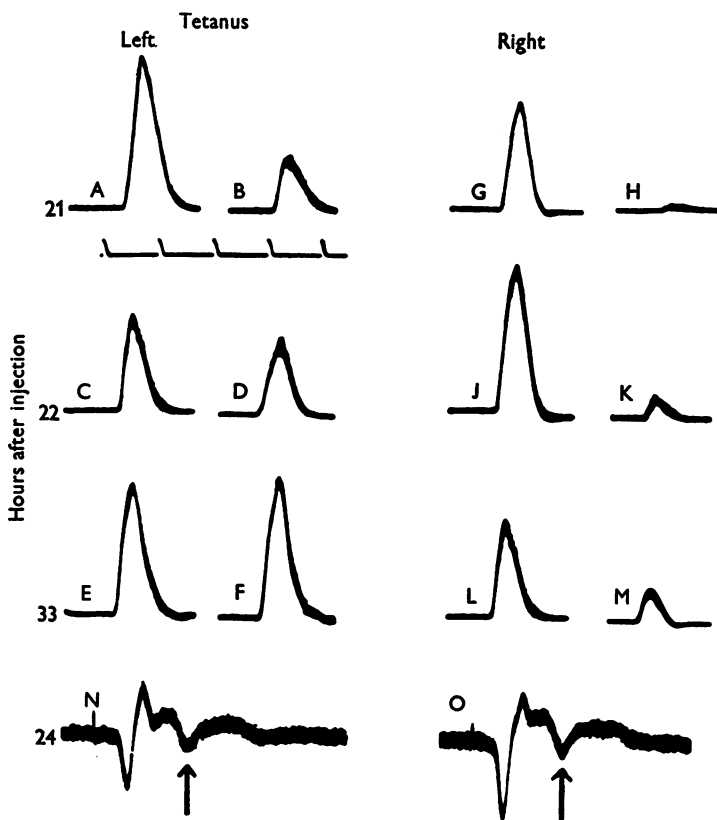 Tetanus
Left.
Right
A
B
G
H
21
C
D
J
K
22
Hours after injection
E
F
L
M
33
N
O
24